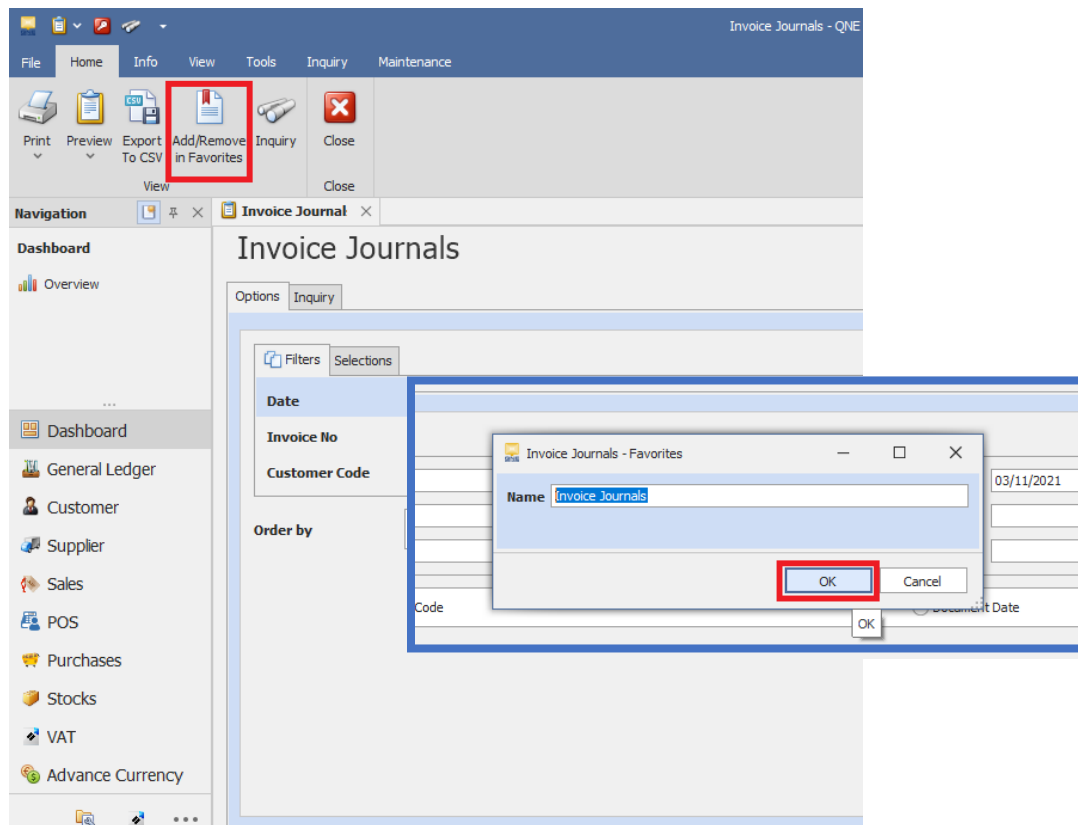 Invoice Journals - QNE
File Home Info View Tools Inquiry Maintenance
Print Preview Export To CSV Add/Remove in Favorites Inquiry Close
View Close
Navigation
Invoice Journal
Dashboard
Overview
Invoice Journals
Options Inquiry
Filters Selections
Date
Invoice No
Customer Code
Order by
Dashboard
General Ledger
Customer
Supplier
Sales
POS
Purchases
Stocks
VAT
Advance Currency
Invoice Journals - Favorites
Name Invoice Journals
03/11/2021
OK Cancel
Code
Document Date
OK